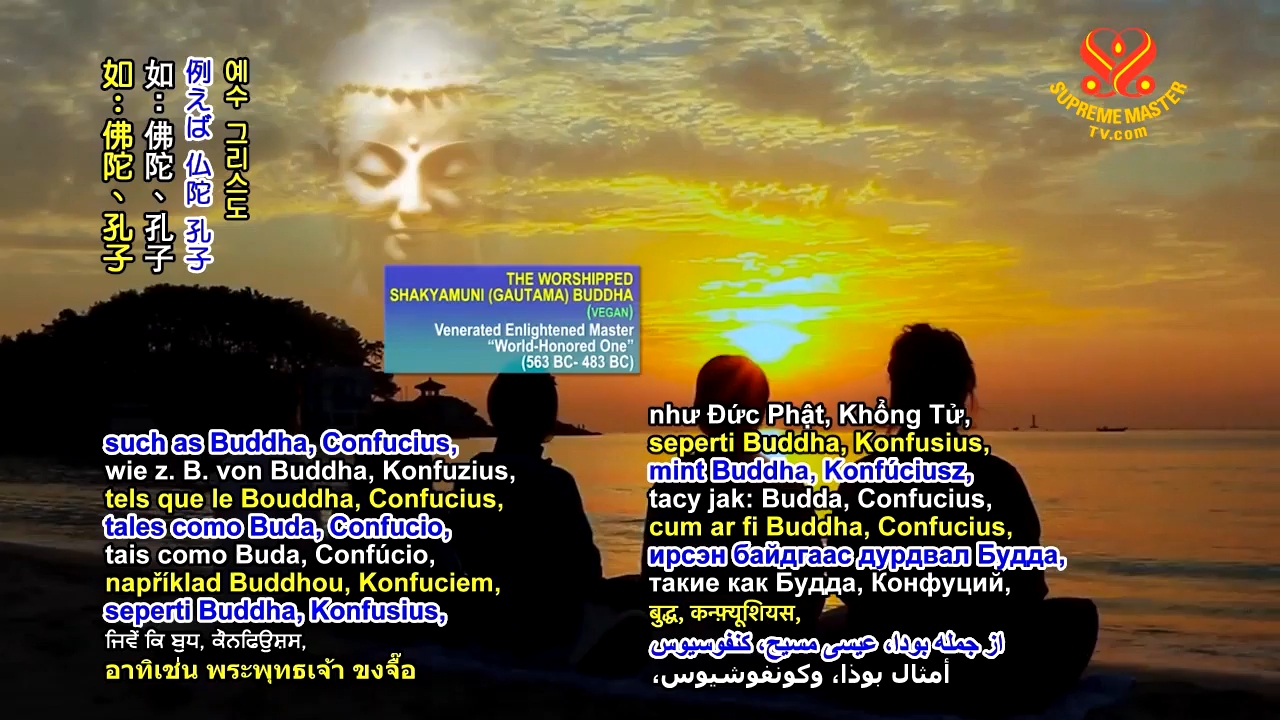 예수 그리스도
例えば 仏陀 孔子
如…佛陀、孔子
如…佛陀、孔子
SUPREME MASTER
TV.com
THE WORSHIPPED
SHAKYAMUNI (GAUTAMA) BUDDHA
(VEGAN)
Venerated Enlightened Master
“World-Honored One”
(563 BC- 483 BC)
such as Buddha, Confucius,
wie z. B. von Buddha, Konfuzius,
tels que le Bouddha, Confucius,
tales como Buda, Confucio,
tais como Buda, Confúcio,
například Buddhou, Konfuciem,
seperti Buddha, Konfusius,
ਜਿਵੇਂ ਕਿ ਬੁਧ, ਕੋਨਫਿਊਸ਼ਸ,
อาทิเช่น พระพุทธเจ้า ขงจื๊อ
như Đức Phật, Khổng Tử,
seperti Buddha, Konfusius,
mint Buddha, Konfúciusz,
tacy jak: Budda, Confucius,
cum ar fi Buddha, Confucius,
ирсэн байдгаас дурдвал Будда,
такие как Будда, Конфуций,
बुद्ध, कन्फ़्यूशियस,
از جمله بودا، عیسی مسیح، کنفوسیوس
أمثال بوذا، وكونفوشيوس،